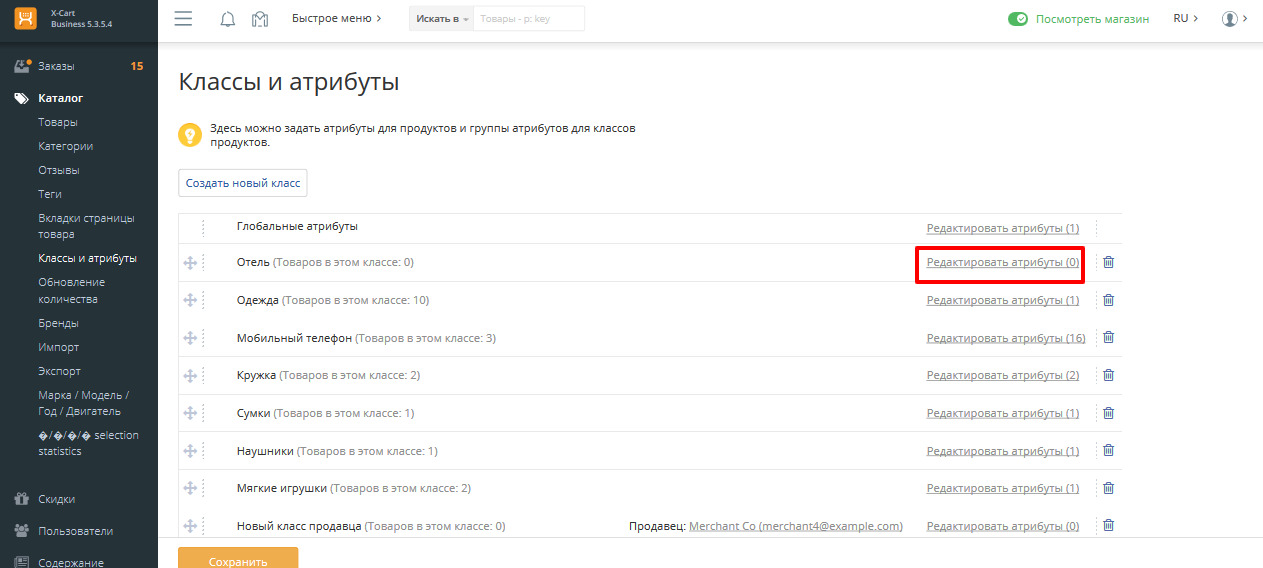 X-Cart
Business 5.3.5.4
Быстрое меню
Искать в
Товары - p: key
Посмотреть магазин
RU
Заказы 15
Каталог
Товары
Категории
Отзывы
Теги
Вкладки страницы
товара
Классы и атрибуты
Обновление
количества
Бренды
Импорт
Экспорт
Марка / Модель /
Год / Двигатель
�/�/�/� selection
statistics
Скидки
Пользователи
Содержание
Классы и атрибуты
Здесь можно задать атрибуты для продуктов и группы атрибутов для классов
продуктов.
Создать новый класс
Глобальные атрибуты Редактировать атрибуты (1)
Отель (Товаров в этом классе: 0) Редактировать атрибуты (0)
Одежда (Товаров в этом классе: 10) Редактировать атрибуты (1)
Мобильный телефон (Товаров в этом классе: 3) Редактировать атрибуты (16)
Кружка (Товаров в этом классе: 2) Редактировать атрибуты (2)
Сумки (Товаров в этом классе: 1) Редактировать атрибуты (1)
Наушники (Товаров в этом классе: 1) Редактировать атрибуты (1)
Мягкие игрушки (Товаров в этом классе: 2) Редактировать атрибуты (1)
Новый класс продавца (Товаров в этом классе: 0) Продавец: Merchant Co (merchant4@example.com) Редактировать атрибуты (0)
Сохранить